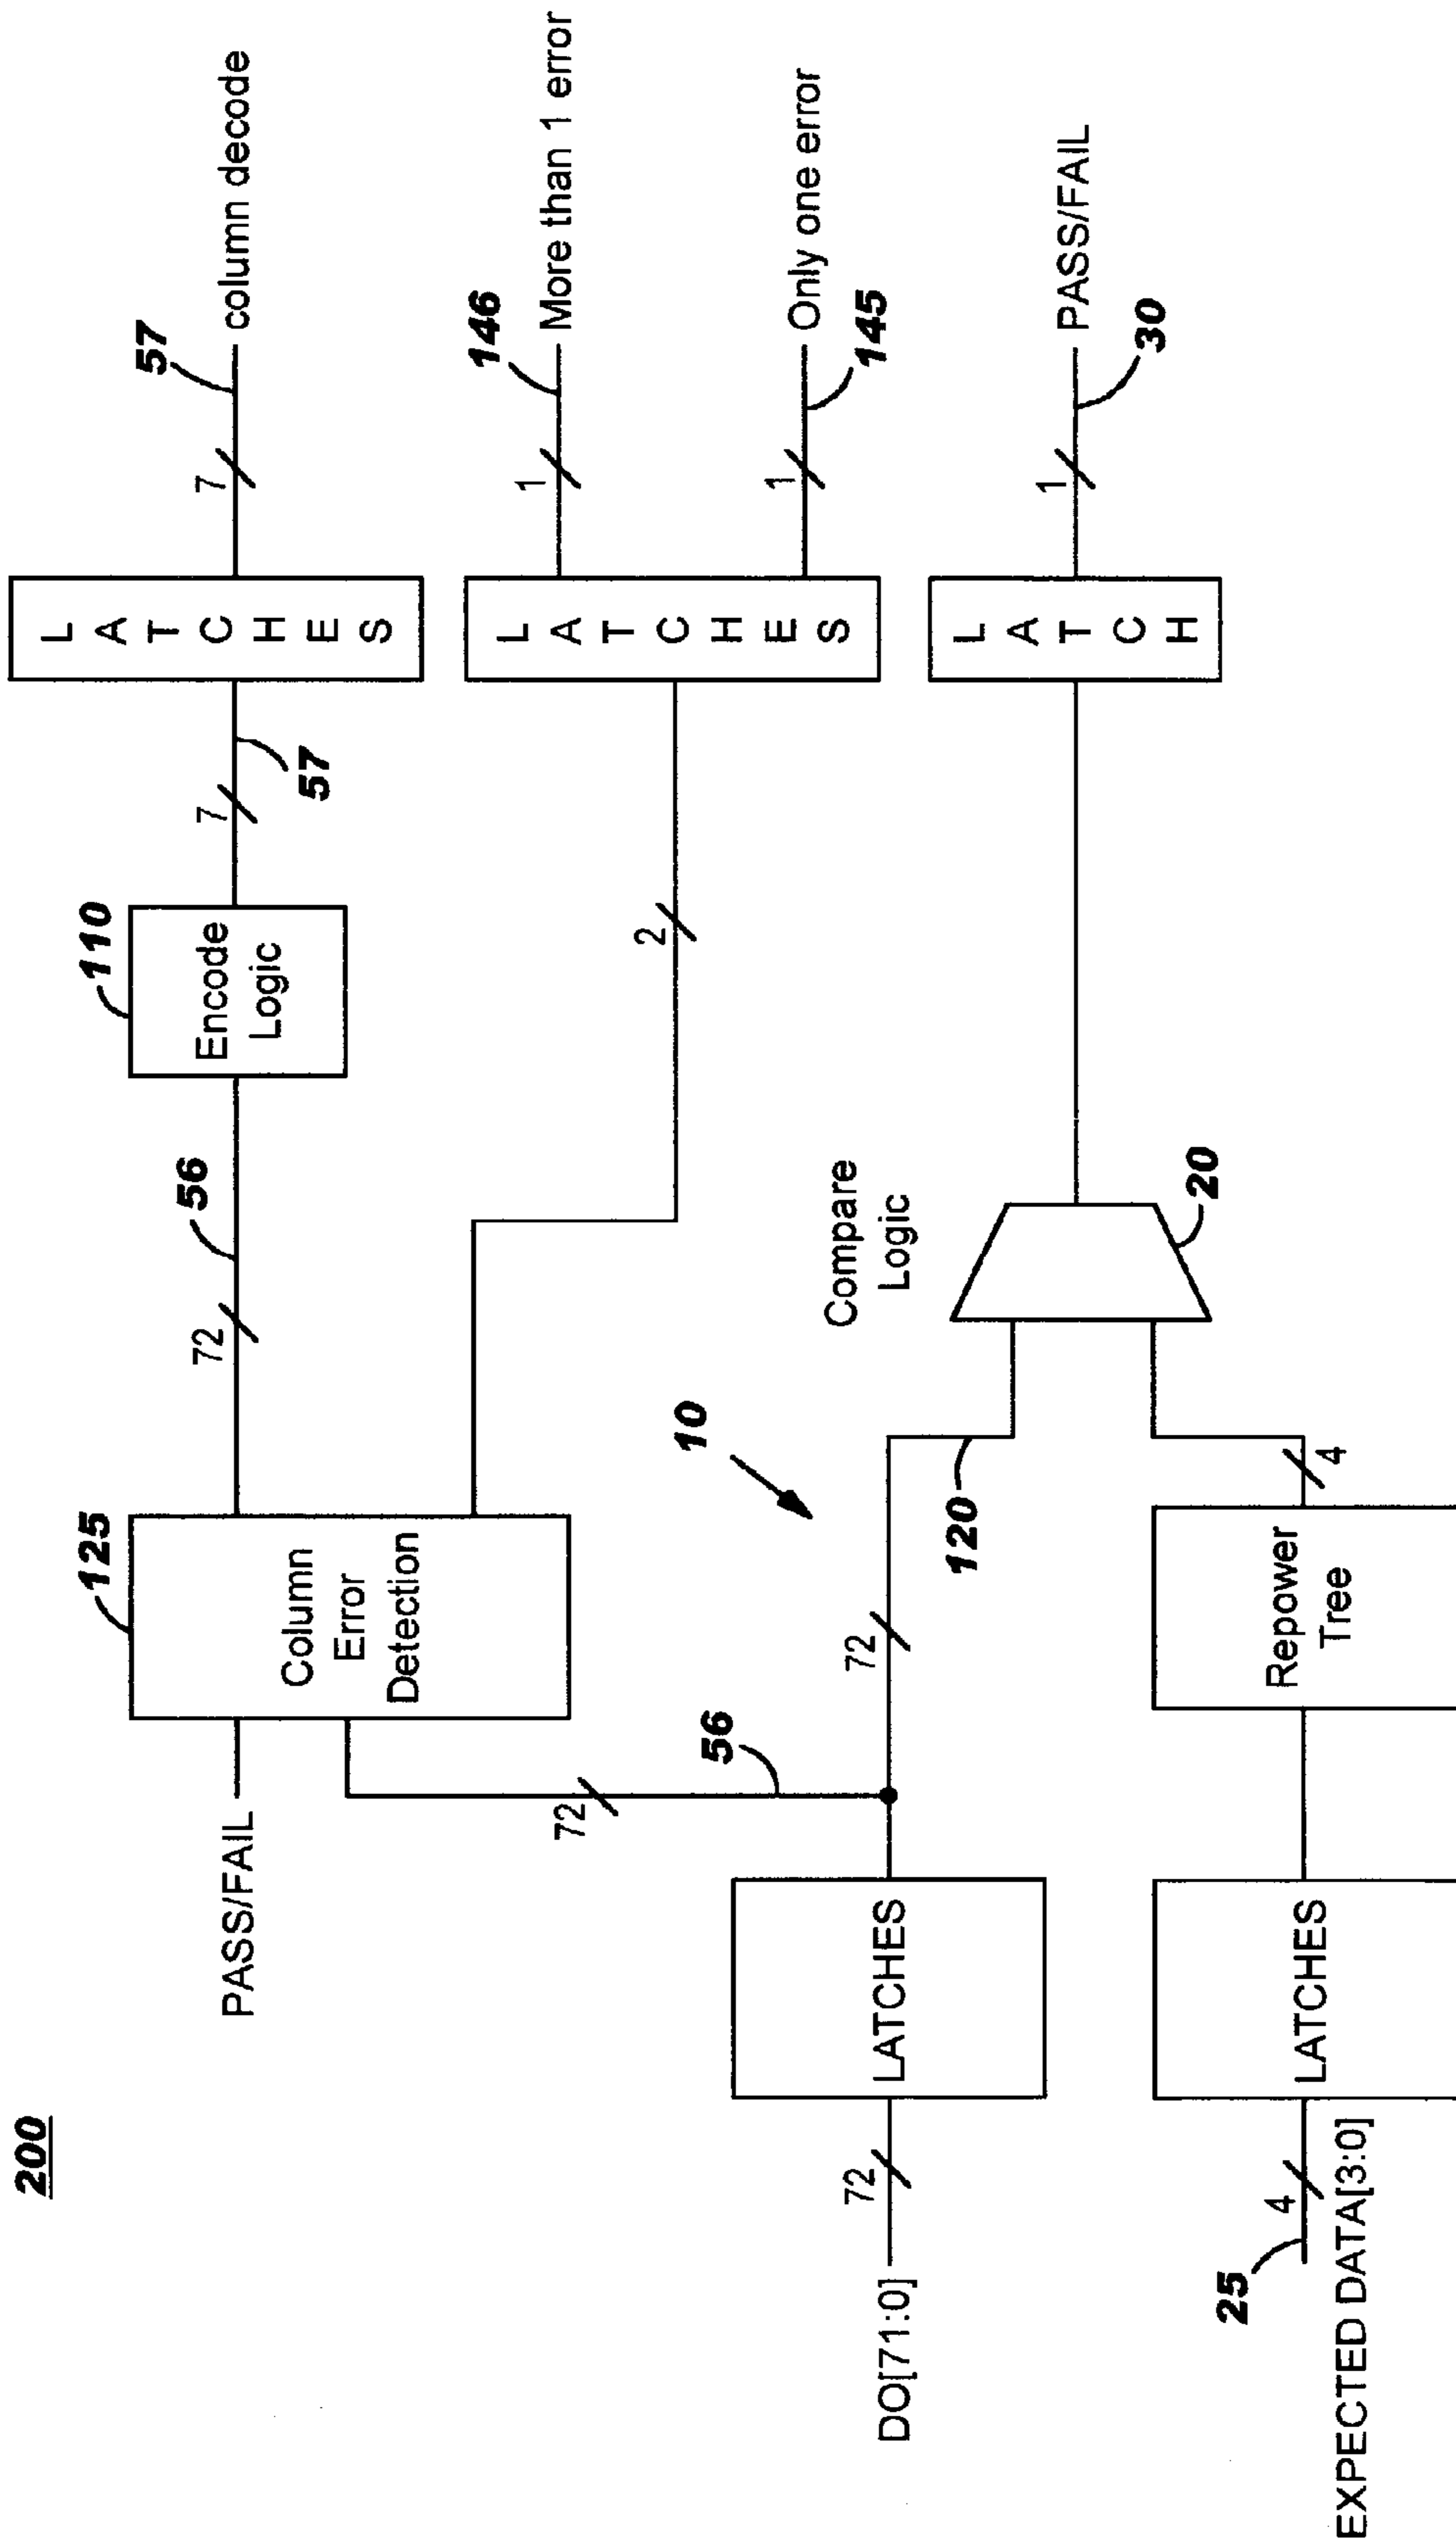 200
PASS/FAIL
125
Column
Error
Detection
72
56
110
Encode
Logic
7
57
LATCHES
7
57
column decode
72
56
2
LATCHES
1
146
More than 1 error
1
145
Only one error
10
DO[71:0]
72
LATCHES
72
120
Compare
Logic
20
LATCH
1
30
PASS/FAIL
25
4
EXPECTED DATA[3:0]
LATCHES
Repower
Tree
4